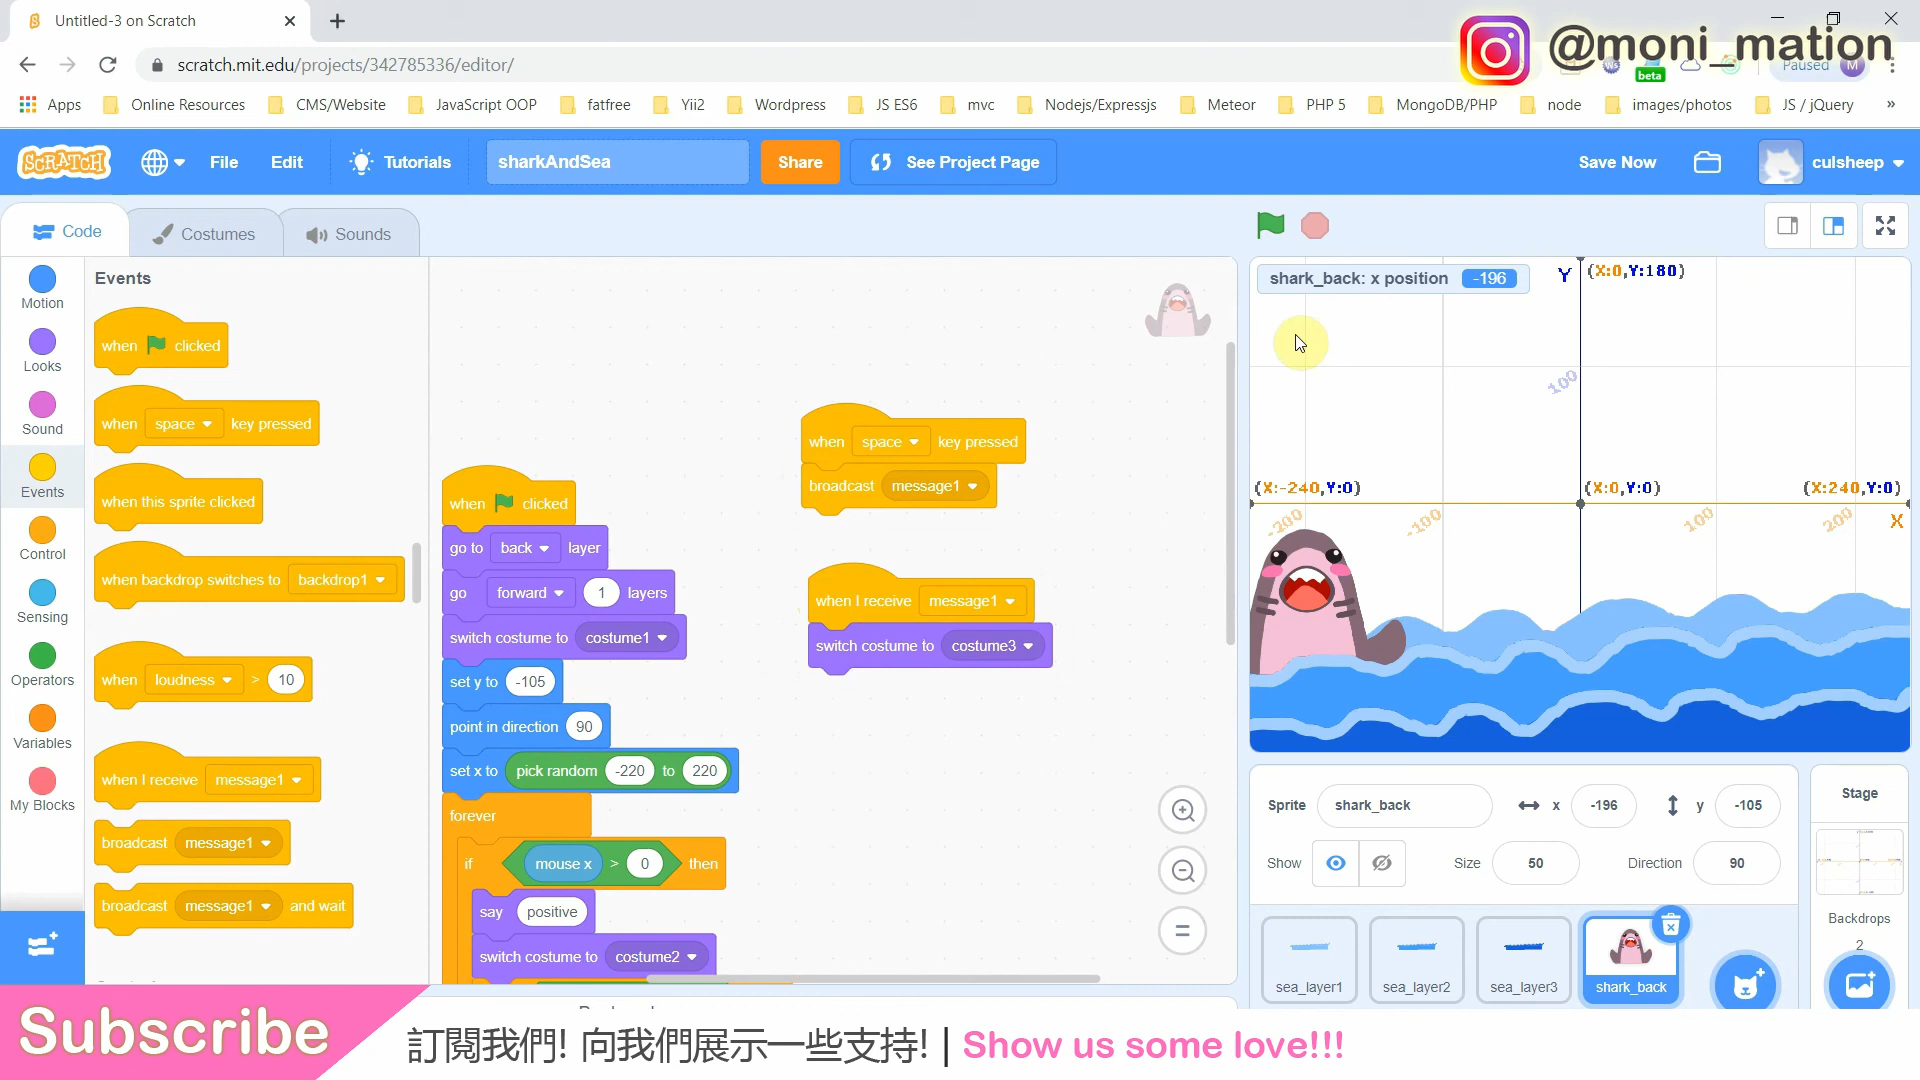 Untitled-3 on Scratch
@moni_mation
scratch.mit.edu/projects/342785336/editor/
beta
Paused
M
Apps
Online Resources
CMS/Website
JavaScript OOP
fatfree
Yii2
Wordpress
JS ES6
mvc
Nodejs/Expressjs
Meteor
PHP 5
MongoDB/PHP
node
images/photos
JS / jQuery
»
SCRATCH
File
Edit
Tutorials
sharkAndSea
Share
See Project Page
Save Now
culsheep
Code
Costumes
Sounds
Motion
Looks
Sound
Events
Control
Sensing
Operators
Variables
My Blocks
Events
when clicked
when space key pressed
when this sprite clicked
when backdrop switches to backdrop1
when loudness > 10
when I receive message1
broadcast message1
broadcast message1 and wait
when clicked
go to back layer
go forward 1 layers
switch costume to costume1
set y to -105
point in direction 90
set x to pick random -220 to 220
forever
if mouse x > 0 then
say positive
switch costume to costume2
when space key pressed
broadcast message1
when I receive message1
switch costume to costume3
shark_back: x position -196
Y
(X:0,Y:180)
100
(X:-240,Y:0)
(X:0,Y:0)
(X:240,Y:0)
-200
-100
100
200
X
Sprite
shark_back
x
-196
y
-105
Show
Size
50
Direction
90
sea_layer1
sea_layer2
sea_layer3
shark_back
Stage
Backdrops
2
Subscribe
訂閱我們! 向我們展示一些支持! | Show us some love!!!